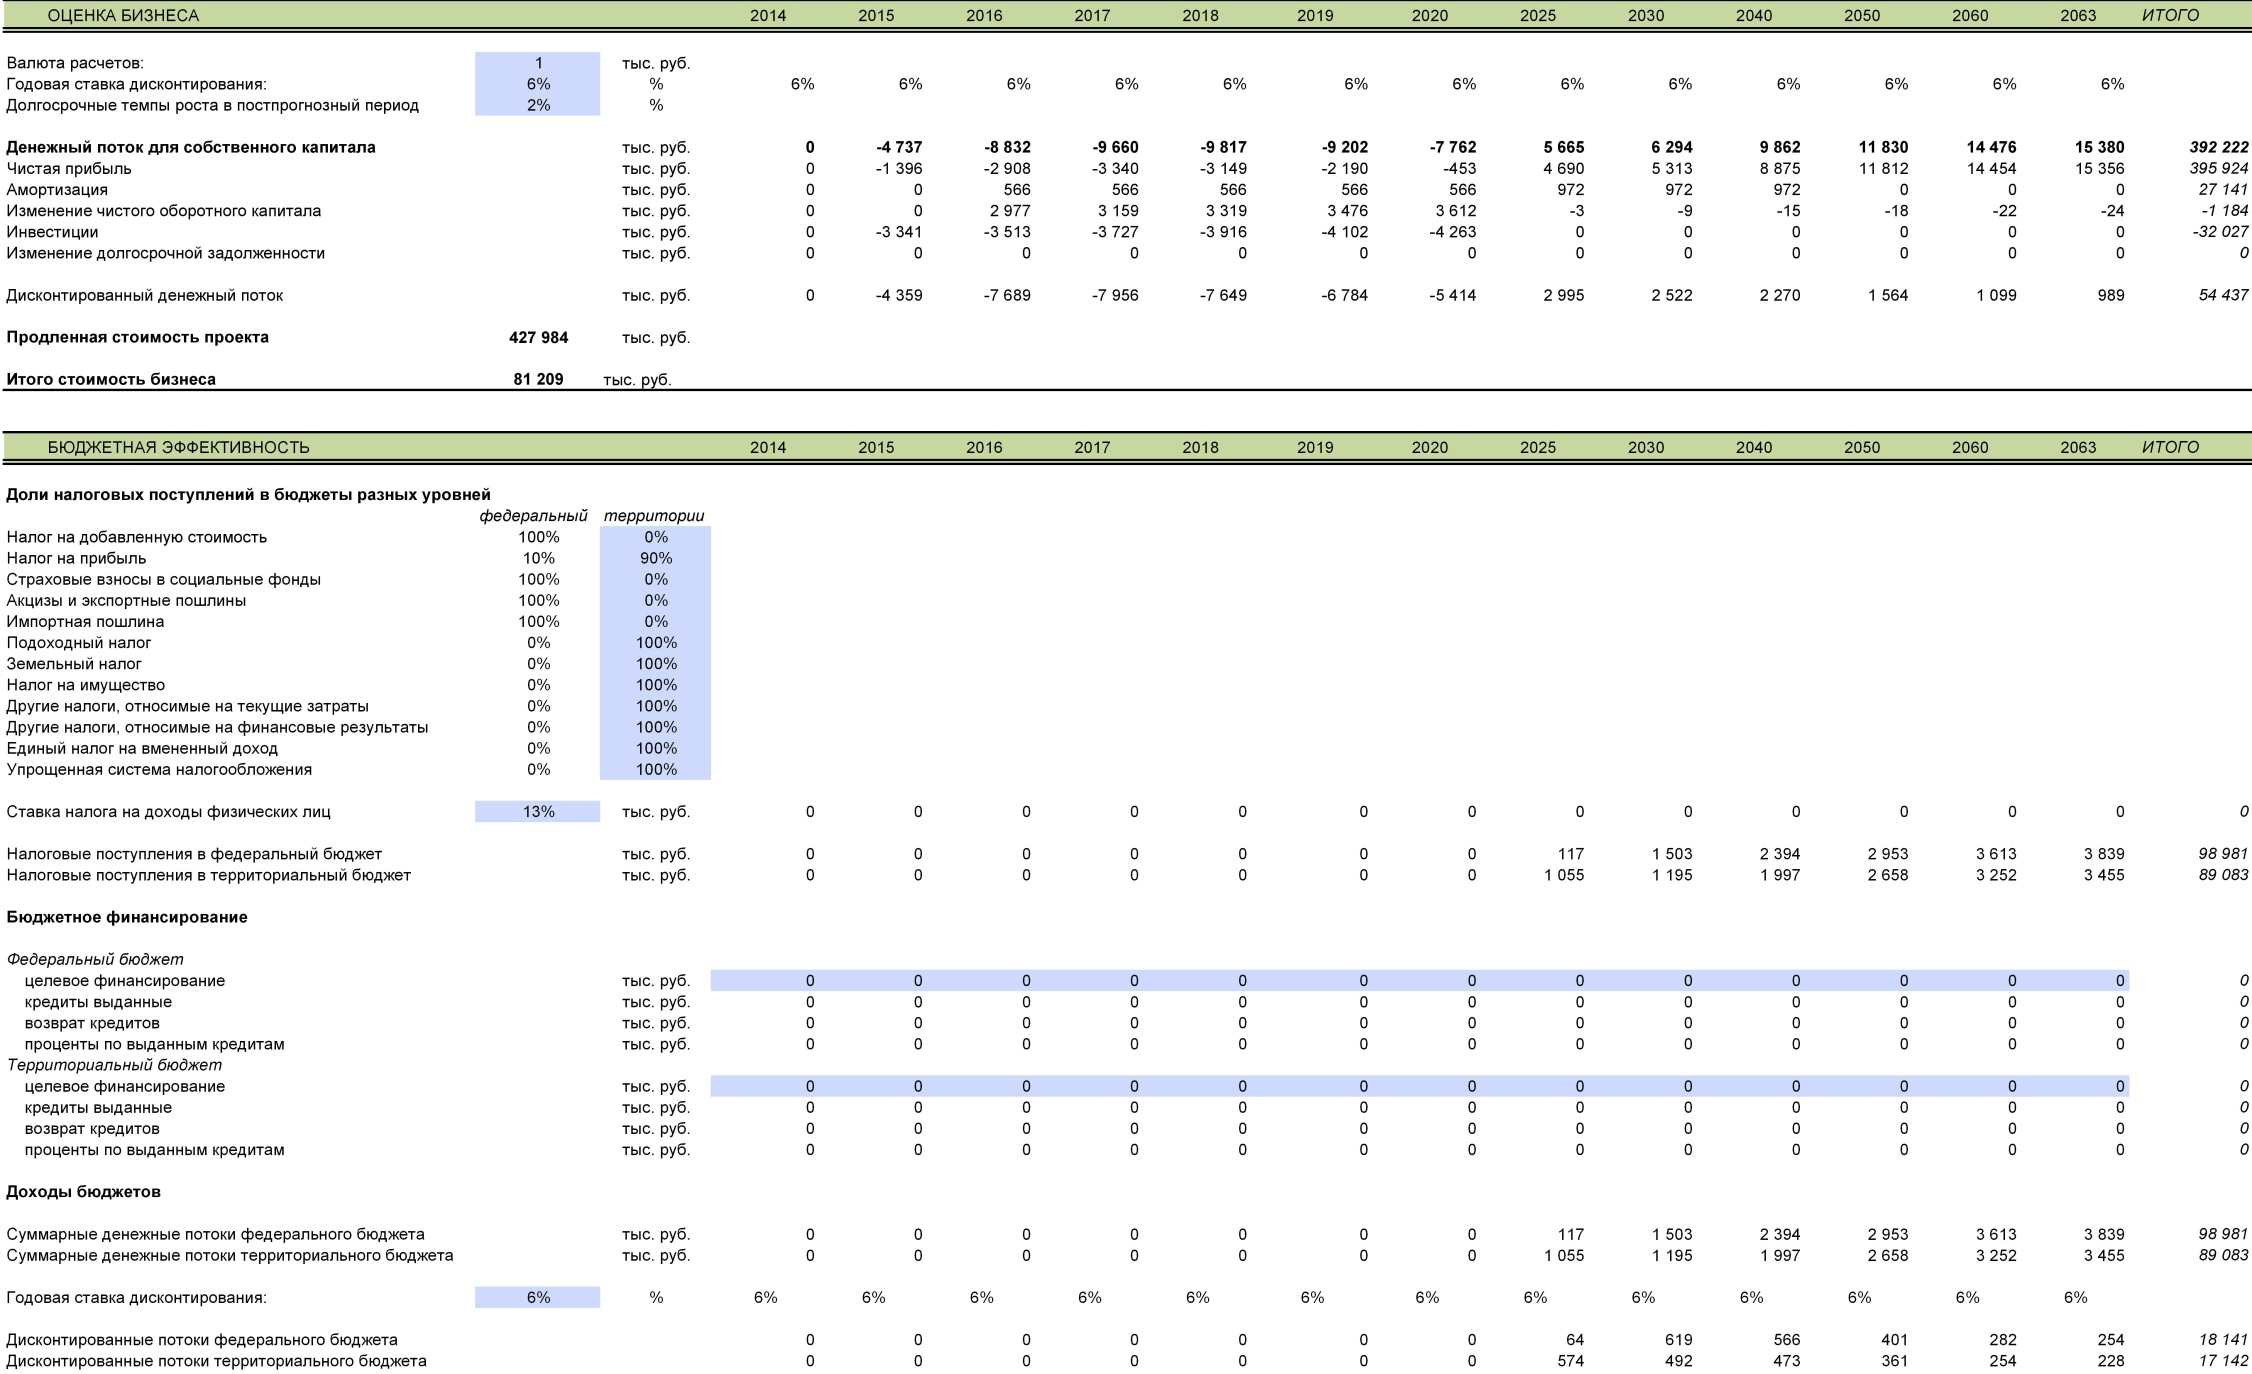 ОЦЕНКА БИЗНЕСА 2014 2015 2016 2017 2018 2019 2020 2025 2030 2040 2050 2060 2063 ИТОГО
Валюта расчетов: 1 тыс. руб.
Годовая ставка дисконтирования: 6% % 6% 6% 6% 6% 6% 6% 6% 6% 6% 6% 6% 6% 6%
Долгосрочные темпы роста в постпрогнозный период 2% %
Денежный поток для собственного капитала тыс. руб. 0 -4 737 -8 832 -9 660 -9 817 -9 202 -7 762 5 665 6 294 9 862 11 830 14 476 15 380 392 222
Чистая прибыль тыс. руб. 0 -1 396 -2 908 -3 340 -3 149 -2 190 -453 4 690 5 313 8 875 11 812 14 454 15 356 395 924
Амортизация тыс. руб. 0 0 566 566 566 566 566 972 972 972 0 0 0 27 141
Изменение чистого оборотного капитала тыс. руб. 0 0 2 977 3 159 3 319 3 476 3 612 -3 -9 -15 -18 -22 -24 -1 184
Инвестиции тыс. руб. 0 -3 341 -3 513 -3 727 -3 916 -4 102 -4 263 0 0 0 0 0 0 -32 027
Изменение долгосрочной задолженности тыс. руб. 0 0 0 0 0 0 0 0 0 0 0 0 0 0
Дисконтированный денежный поток тыс. руб. 0 -4 359 -7 689 -7 956 -7 649 -6 784 -5 414 2 995 2 522 2 270 1 564 1 099 989 54 437
Продленная стоимость проекта 427 984 тыс. руб.
Итого стоимость бизнеса 81 209 тыс. руб.
БЮДЖЕТНАЯ ЭФФЕКТИВНОСТЬ 2014 2015 2016 2017 2018 2019 2020 2025 2030 2040 2050 2060 2063 ИТОГО
Доли налоговых поступлений в бюджеты разных уровней
федеральный территории
Налог на добавленную стоимость 100% 0%
Налог на прибыль 10% 90%
Страховые взносы в социальные фонды 100% 0%
Акцизы и экспортные пошлины 100% 0%
Импортная пошлина 100% 0%
Подоходный налог 0% 100%
Земельный налог 0% 100%
Налог на имущество 0% 100%
Другие налоги, относимые на текущие затраты 0% 100%
Другие налоги, относимые на финансовые результаты 0% 100%
Единый налог на вмененный доход 0% 100%
Упрощенная система налогообложения 0% 100%
Ставка налога на доходы физических лиц 13% тыс. руб. 0 0 0 0 0 0 0 0 0 0 0 0 0 0
Налоговые поступления в федеральный бюджет тыс. руб. 0 0 0 0 0 0 0 117 1 503 2 394 2 953 3 613 3 839 98 981
Налоговые поступления в территориальный бюджет тыс. руб. 0 0 0 0 0 0 0 1 055 1 195 1 997 2 658 3 252 3 455 89 083
Бюджетное финансирование
Федеральный бюджет
целевое финансирование тыс. руб. 0 0 0 0 0 0 0 0 0 0 0 0 0 0
кредиты выданные тыс. руб. 0 0 0 0 0 0 0 0 0 0 0 0 0 0
возврат кредитов тыс. руб. 0 0 0 0 0 0 0 0 0 0 0 0 0 0
проценты по выданным кредитам тыс. руб. 0 0 0 0 0 0 0 0 0 0 0 0 0 0
Территориальный бюджет
целевое финансирование тыс. руб. 0 0 0 0 0 0 0 0 0 0 0 0 0 0
кредиты выданные тыс. руб. 0 0 0 0 0 0 0 0 0 0 0 0 0 0
возврат кредитов тыс. руб. 0 0 0 0 0 0 0 0 0 0 0 0 0 0
проценты по выданным кредитам тыс. руб. 0 0 0 0 0 0 0 0 0 0 0 0 0 0
Доходы бюджетов
Суммарные денежные потоки федерального бюджета тыс. руб. 0 0 0 0 0 0 0 117 1 503 2 394 2 953 3 613 3 839 98 981
Суммарные денежные потоки территориального бюджета тыс. руб. 0 0 0 0 0 0 0 1 055 1 195 1 997 2 658 3 252 3 455 89 083
Годовая ставка дисконтирования: 6% % 6% 6% 6% 6% 6% 6% 6% 6% 6% 6% 6% 6% 6%
Дисконтированные потоки федерального бюджета 0 0 0 0 0 0 0 64 619 566 401 282 254 18 141
Дисконтированные потоки территориального бюджета 0 0 0 0 0 0 0 574 492 473 361 254 228 17 142